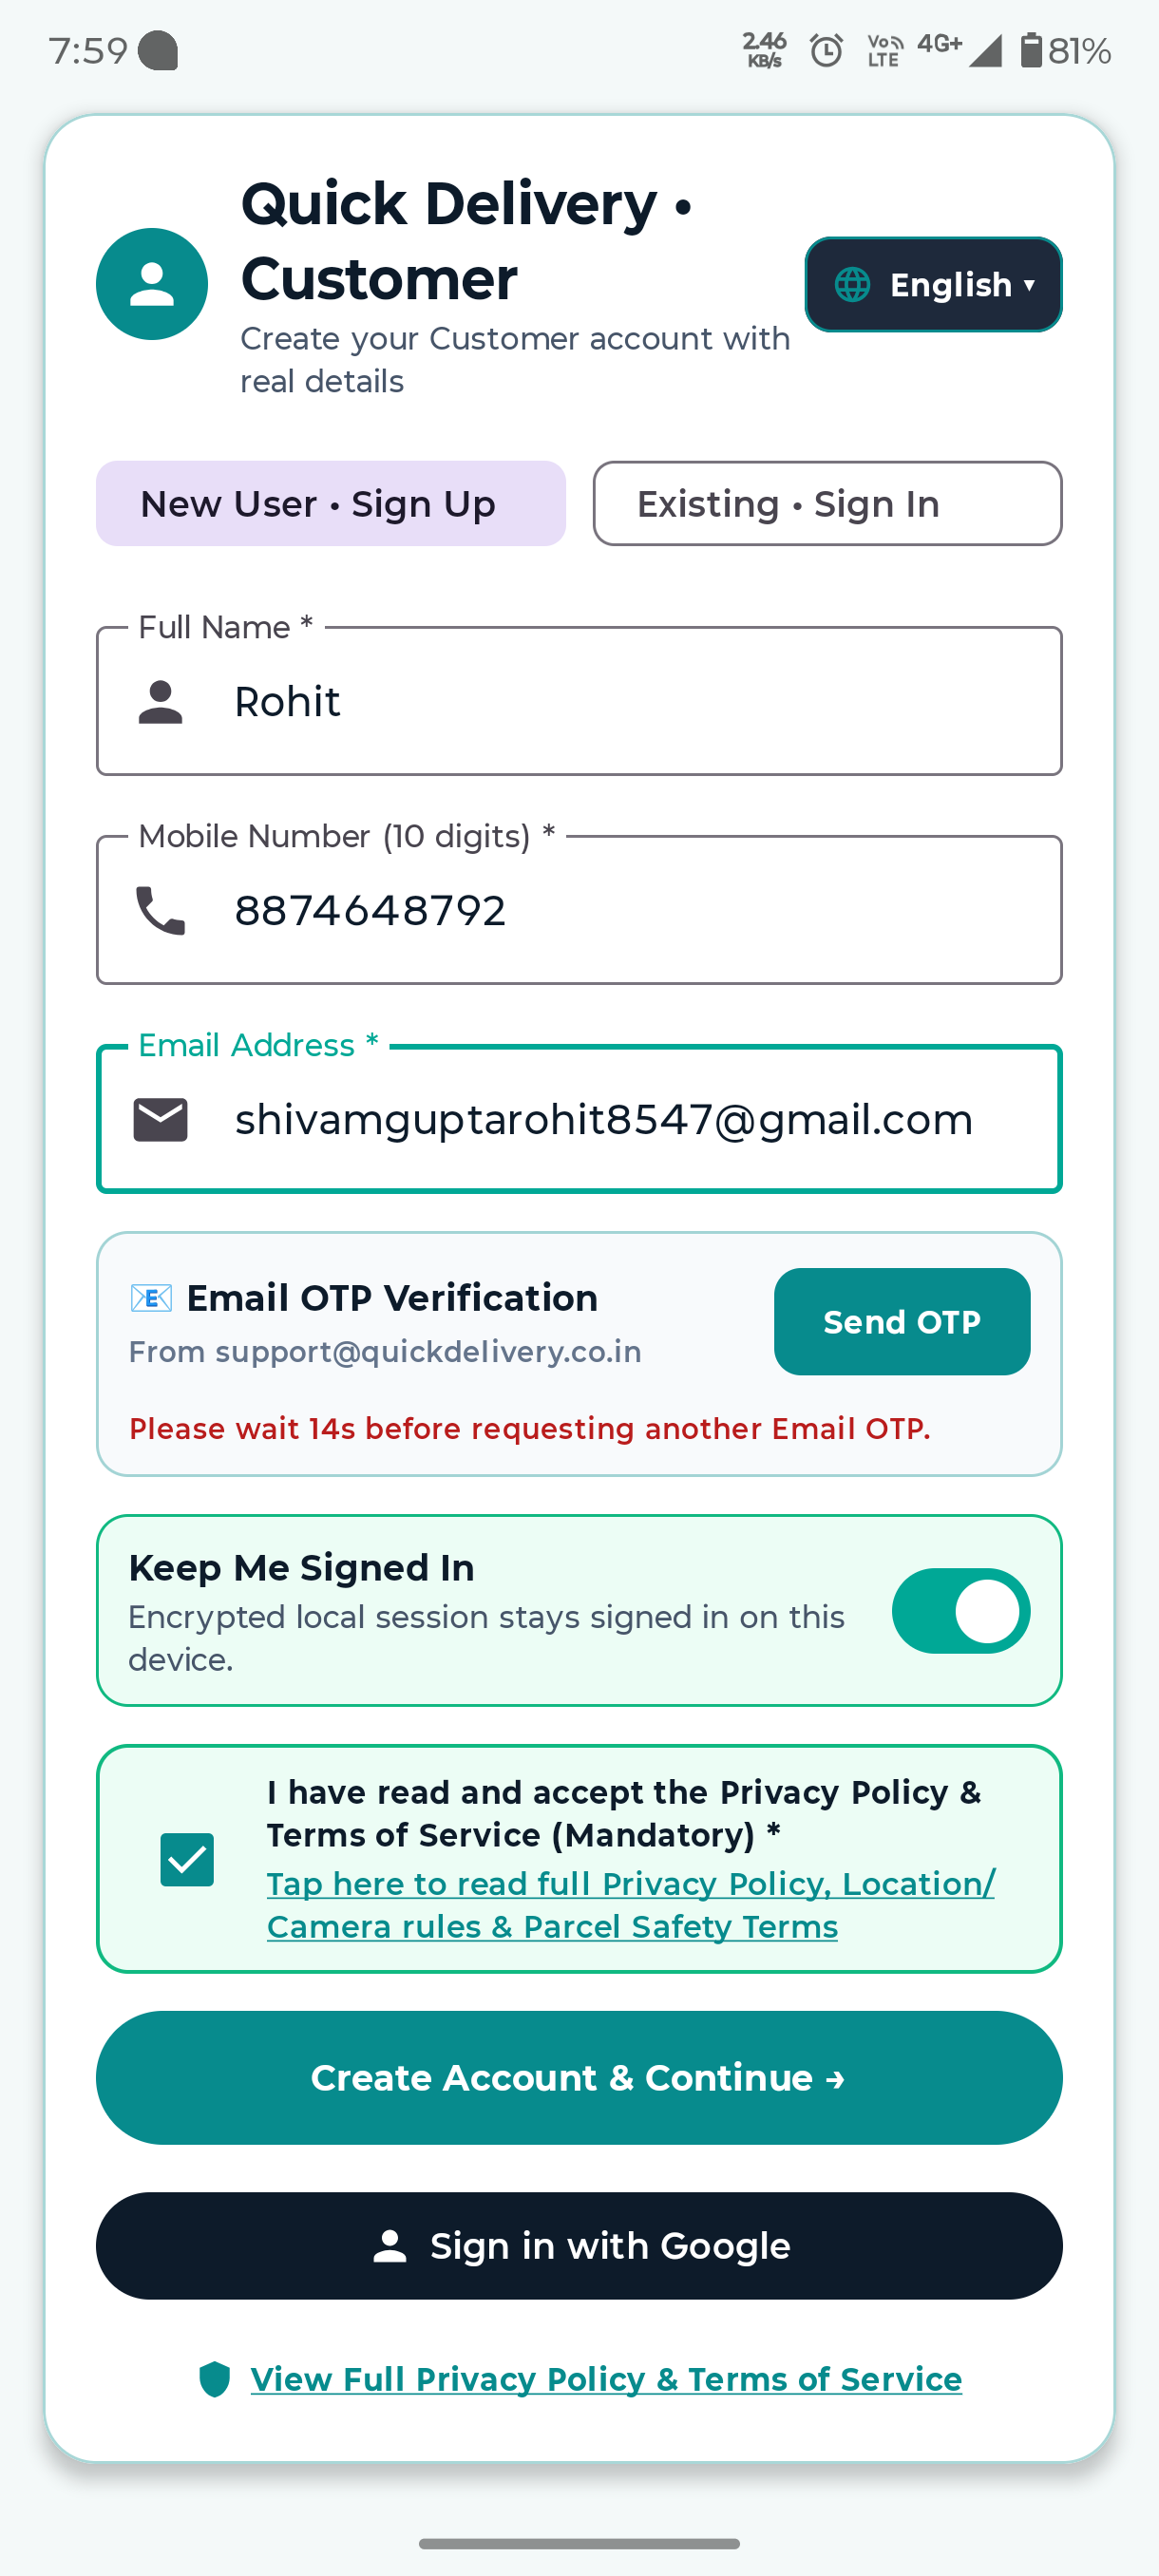 7:59
2.46 KB/s
Vo LTE
4G+
81%
Quick Delivery •
Customer
Create your Customer account with
real details
English ▾
New User • Sign Up
Existing • Sign In
Full Name *
Rohit
Mobile Number (10 digits) *
8874648792
Email Address *
shivamguptarohit8547@gmail.com
📧 Email OTP Verification
From support@quickdelivery.co.in
Send OTP
Please wait 14s before requesting another Email OTP.
Keep Me Signed In
Encrypted local session stays signed in on this
device.
I have read and accept the Privacy Policy &
Terms of Service (Mandatory) *
Tap here to read full Privacy Policy, Location/
Camera rules & Parcel Safety Terms
Create Account & Continue →
Sign in with Google
View Full Privacy Policy & Terms of Service